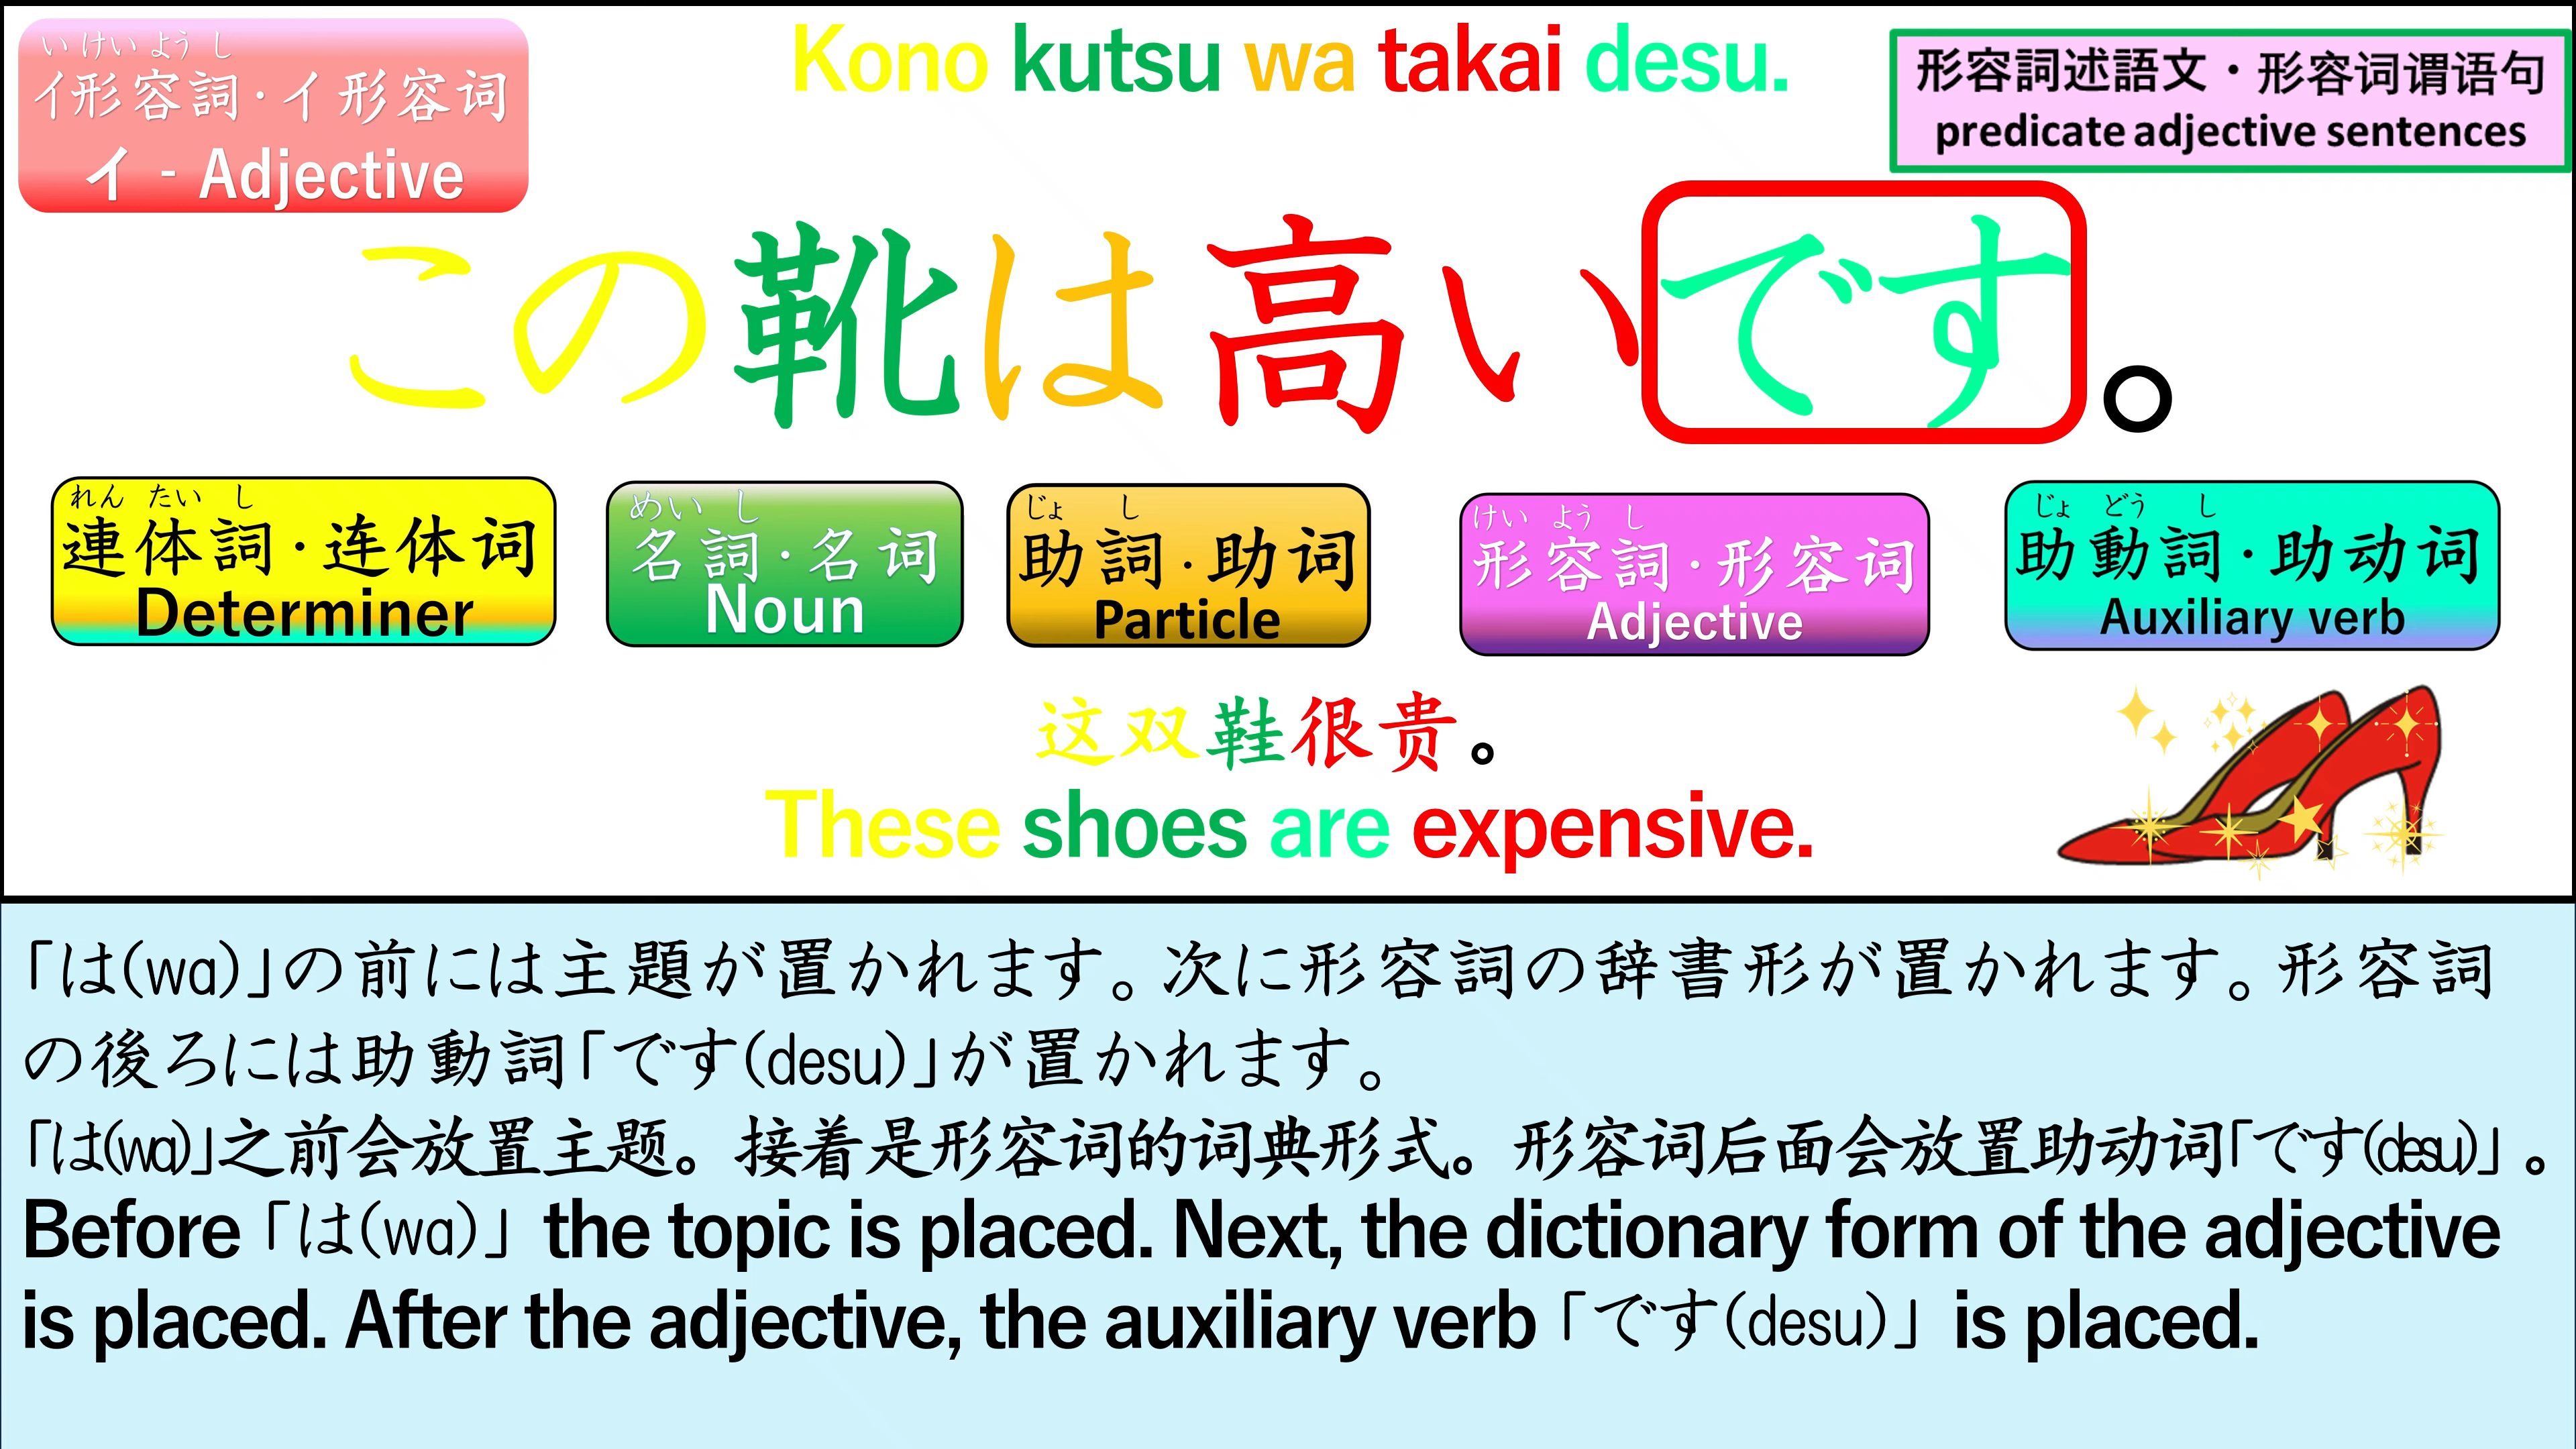 い けい よう し
イ形容詞・イ形容词
イ - Adjective
Kono kutsu wa takai desu.
形容詞述語文・形容词谓语句
predicate adjective sentences
この靴は高いです。
れん たい し
連体詞・连体词
Determiner
めい し
名詞・名词
Noun
じょ し
助詞・助词
Particle
けい よう し
形容詞・形容词
Adjective
じょ どう し
助動詞・助动词
Auxiliary verb
这双鞋很贵。
These shoes are expensive.
「は(wa)」の前には主題が置かれます。次に形容詞の辞書形が置かれます。形容詞
の後ろには助動詞「です(desu)」が置かれます。
「は(wa)」之前会放置主题。接着是形容词的词典形式。形容词后面会放置助动词「です(desu)」。
Before「は(wa)」the topic is placed. Next, the dictionary form of the adjective
is placed. After the adjective, the auxiliary verb「です(desu)」is placed.